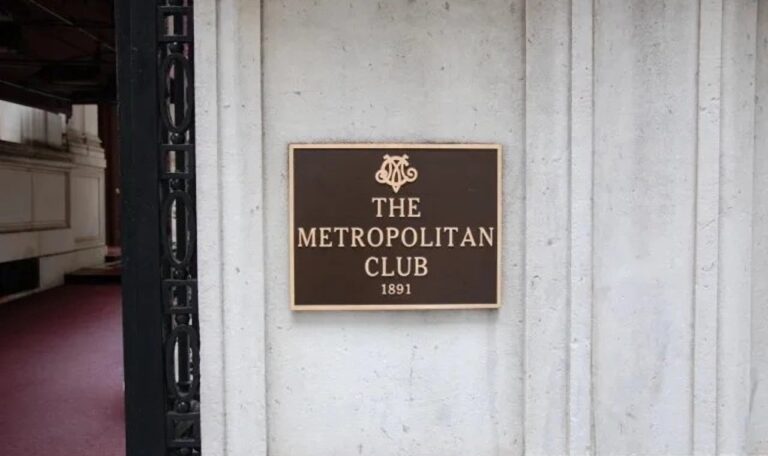 THE
METROPOLITAN
CLUB
1891